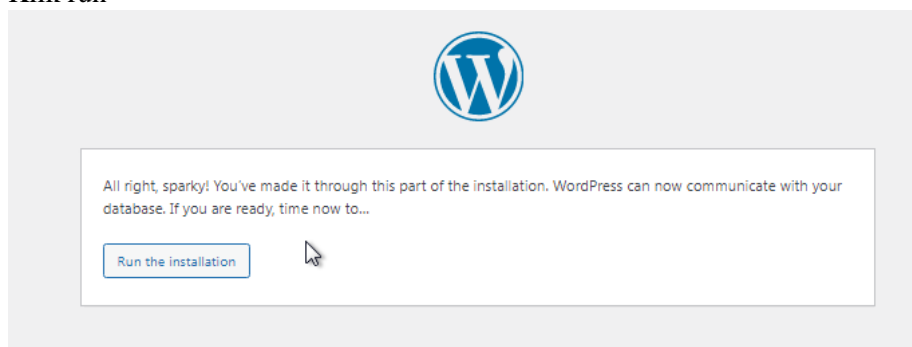 All right, sparky! You've made it through this part of the installation. WordPress can now communicate with your
database. If you are ready, time now to...
Run the installation